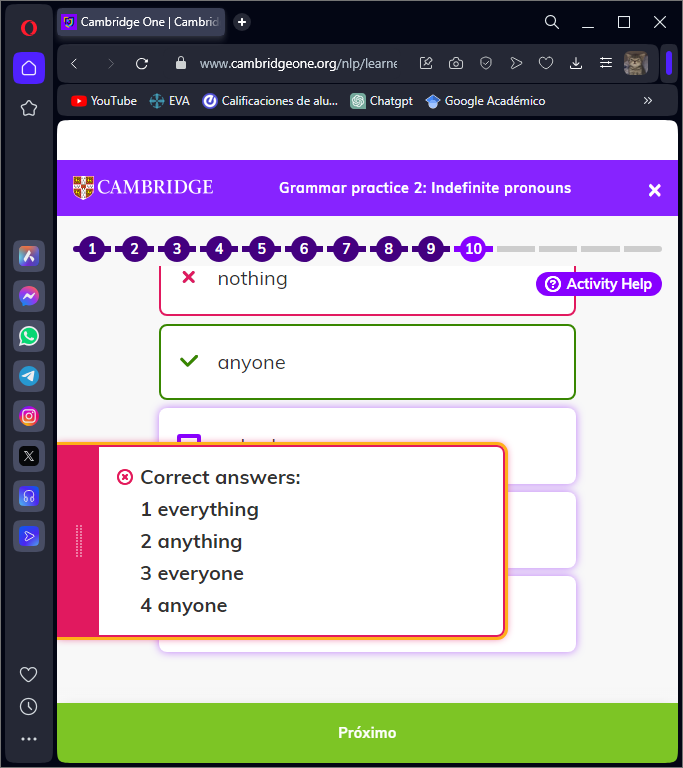 Cambridge One | Cambrid
www.cambridgeone.org/nlp/learne
YouTube
EVA
Calificaciones de alu...
Chatgpt
Google Académico
CAMBRIDGE
Grammar practice 2: Indefinite pronouns
1 2 3 4 5 6 7 8 9 10
nothing
Activity Help
anyone
Correct answers:
1 everything
2 anything
3 everyone
4 anyone
Próximo